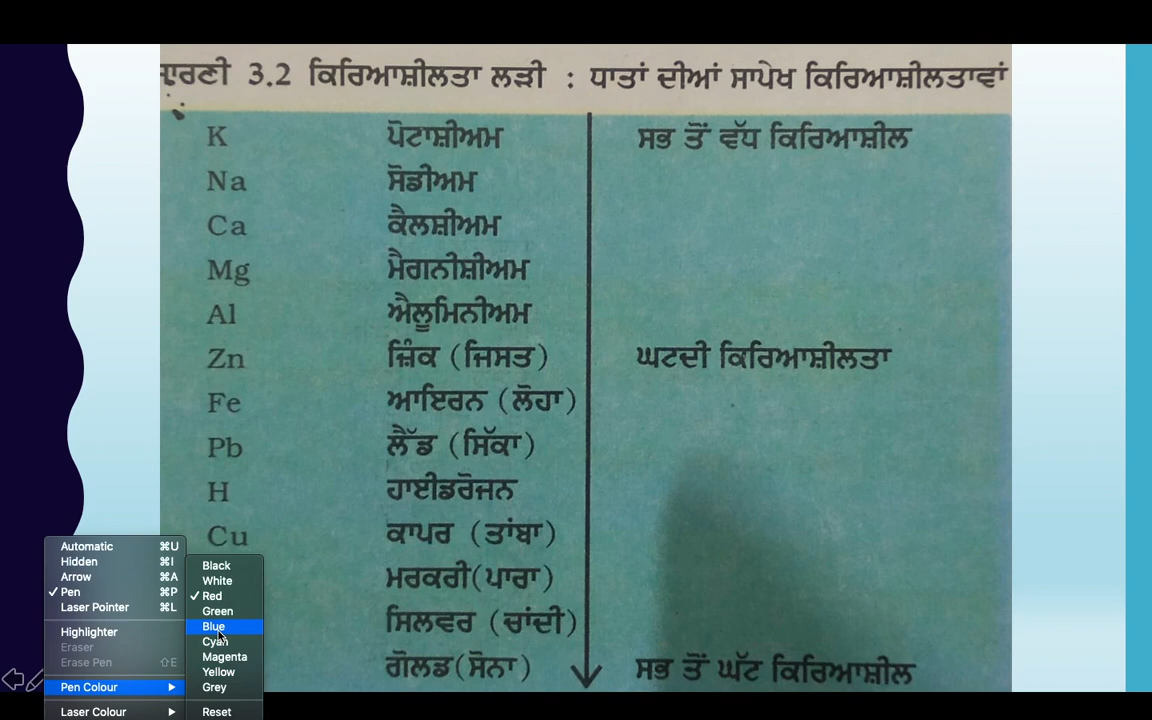 ਸਾਰਣੀ 3.2 ਕਿਰਿਆਸ਼ੀਲਤਾ ਲੜੀ : ਧਾਤਾਂ ਦੀਆਂ ਸਾਪੇਖ ਕਿਰਿਆਸ਼ੀਲਤਾਵਾਂ
K ਪੋਟਾਸ਼ੀਅਮ ਸਭ ਤੋਂ ਵੱਧ ਕਿਰਿਆਸ਼ੀਲ
Na ਸੋਡੀਅਮ
Ca ਕੈਲਸ਼ੀਅਮ
Mg ਮੈਗਨੀਸ਼ੀਅਮ
Al ਐਲੂਮਿਨੀਅਮ
Zn ਜ਼ਿੰਕ (ਜਿਸਤ) ਘਟਦੀ ਕਿਰਿਆਸ਼ੀਲਤਾ
Fe ਆਇਰਨ (ਲੋਹਾ)
Pb ਲੈੱਡ (ਸਿੱਕਾ)
H ਹਾਈਡਰੋਜਨ
Cu ਕਾਪਰ (ਤਾਂਬਾ)
ਮਰਕਰੀ(ਪਾਰਾ)
ਸਿਲਵਰ (ਚਾਂਦੀ)
ਗੋਲਡ(ਸੋਨਾ) ਸਭ ਤੋਂ ਘੱਟ ਕਿਰਿਆਸ਼ੀਲ
Automatic ⌘U
Hidden ⌘I
Arrow ⌘A
✓ Pen ⌘P
Laser Pointer ⌘L
Highlighter
Eraser
Erase Pen ⇧E
Pen Colour
Laser Colour
Black
White
✓ Red
Green
Blue
Cyan
Magenta
Yellow
Grey
Reset